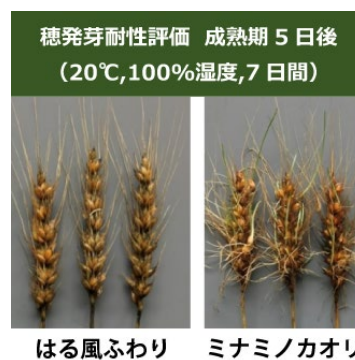 穂発芽耐性評価 成熟期5日後
（20℃,100%湿度,7日間）
はる風ふわり
ミナミノカオリ